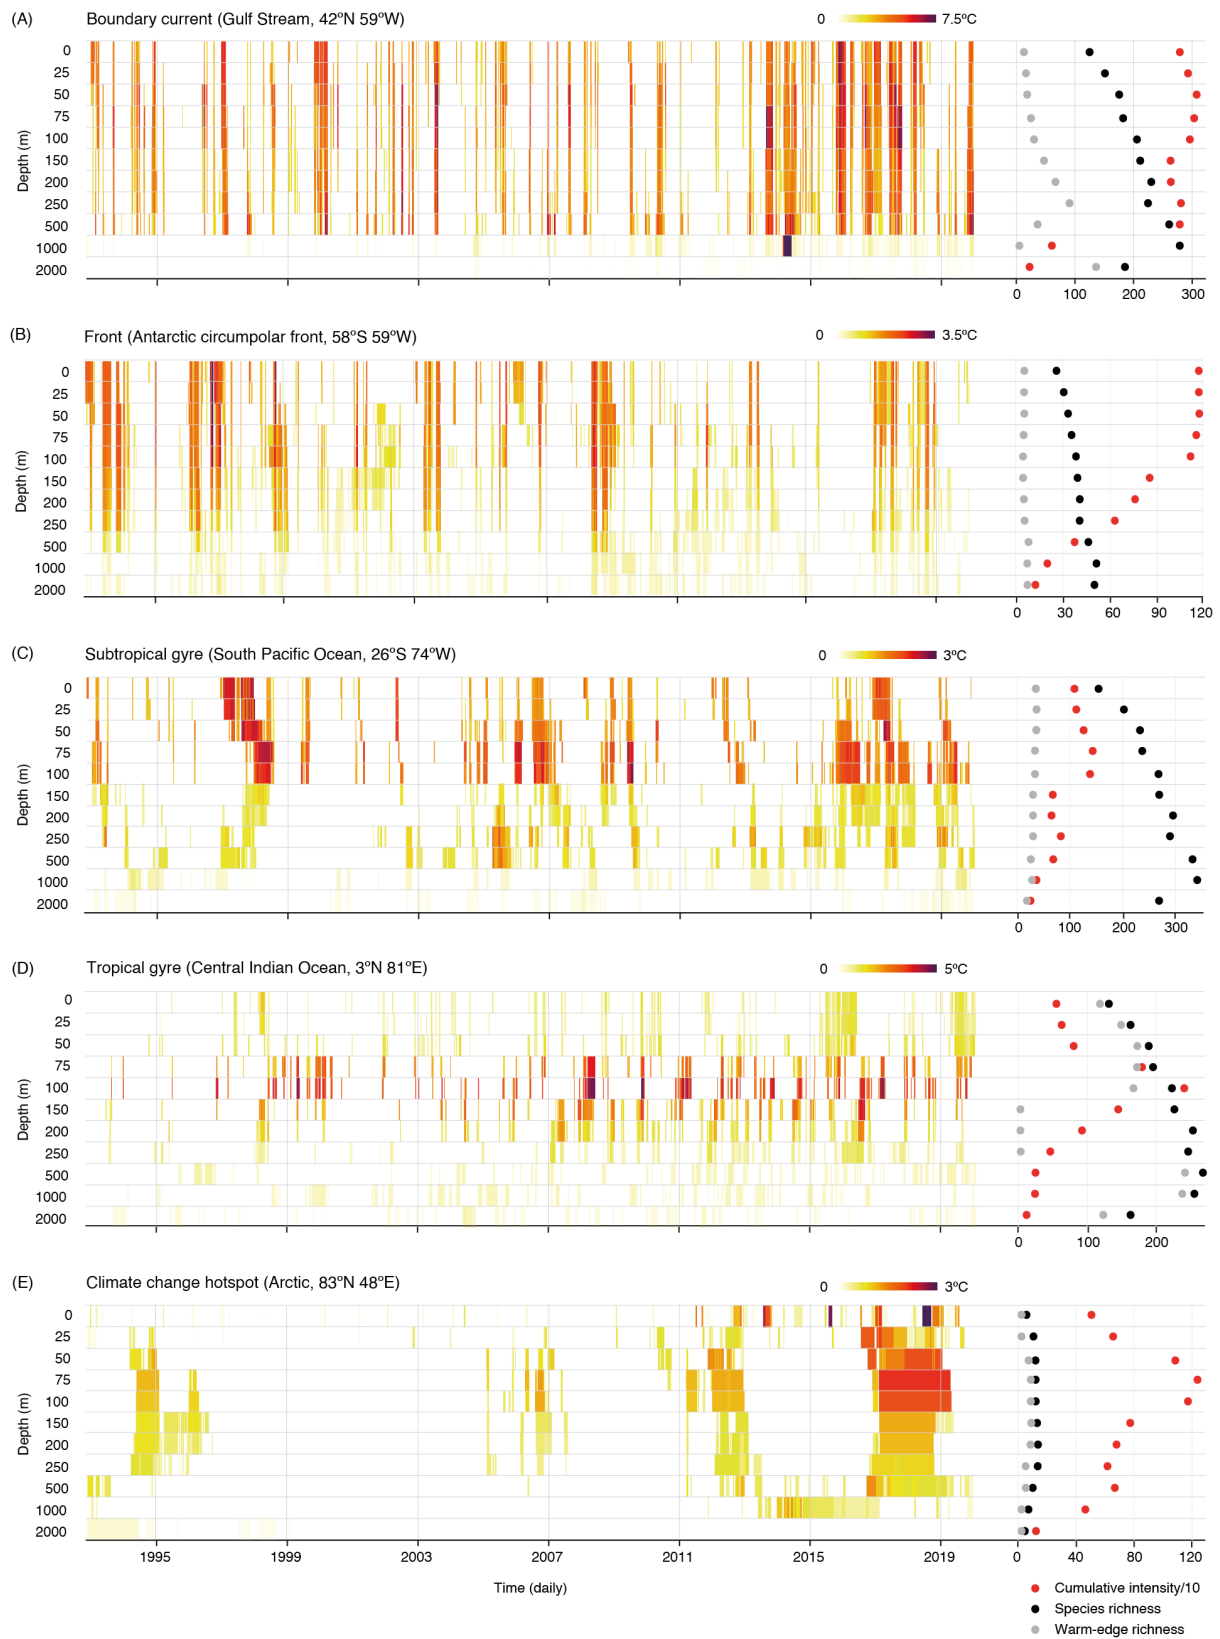 (A) Boundary current (Gulf Stream, 42ºN 59ºW) 0 7.5ºC
0
25
50
75
100
150
200
250
500
1000
2000
Depth (m)
0 100 200 300
(B) Front (Antarctic circumpolar front, 58ºS 59ºW) 0 3.5ºC
0
25
50
75
100
150
200
250
500
1000
2000
Depth (m)
0 30 60 90 120
(C) Subtropical gyre (South Pacific Ocean, 26ºS 74ºW) 0 3ºC
0
25
50
75
100
150
200
250
500
1000
2000
Depth (m)
0 100 200 300
(D) Tropical gyre (Central Indian Ocean, 3ºN 81ºE) 0 5ºC
0
25
50
75
100
150
200
250
500
1000
2000
Depth (m)
0 100 200
(E) Climate change hotspot (Arctic, 83ºN 48ºE) 0 3ºC
0
25
50
75
100
150
200
250
500
1000
2000
Depth (m)
1995 1999 2003 2007 2011 2015 2019 0 40 80 120
Time (daily)
Cumulative intensity/10
Species richness
Warm-edge richness